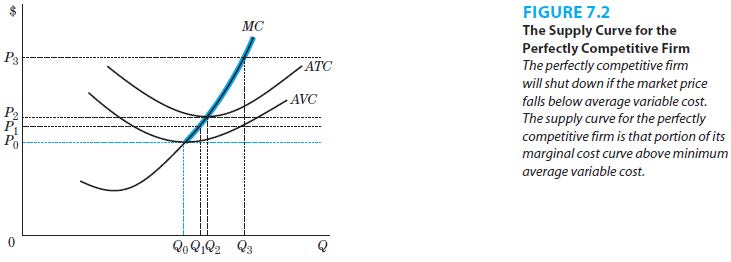 $
MC
P3
ATC
AVC
P2
P1
P0
0
Q0 Q1 Q2 Q3 Q
FIGURE 7.2
The Supply Curve for the
Perfectly Competitive Firm
The perfectly competitive firm
will shut down if the market price
falls below average variable cost.
The supply curve for the perfectly
competitive firm is that portion of its
marginal cost curve above minimum
average variable cost.